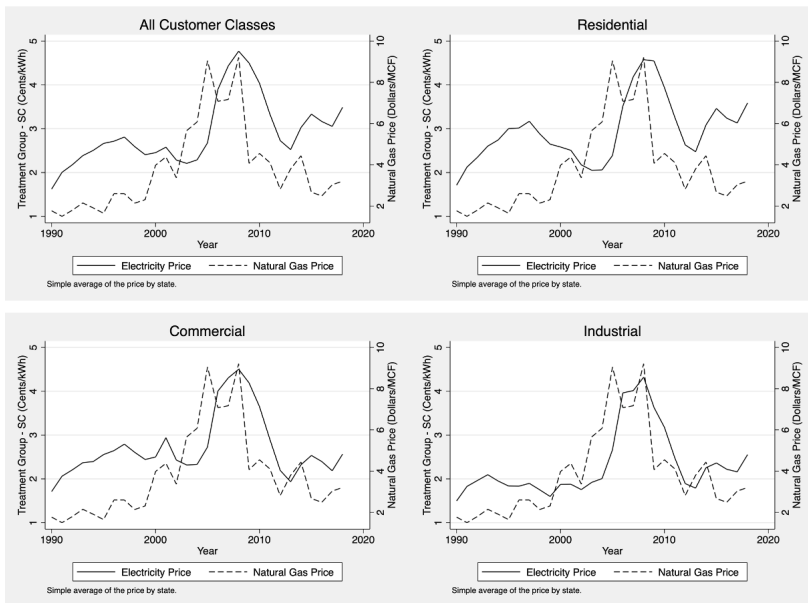 All Customer Classes
Treatment Group - SC (Cents/kWh)
1 2 3 4 5
Natural Gas Price (Dollars/MCF)
2 4 6 8 10
1990 2000 2010 2020
Year
Electricity Price Natural Gas Price
Simple average of the price by state.
Residential
Treatment Group - SC (Cents/kWh)
1 2 3 4 5
Natural Gas Price (Dollars/MCF)
2 4 6 8 10
1990 2000 2010 2020
Year
Electricity Price Natural Gas Price
Simple average of the price by state.
Commercial
Treatment Group - SC (Cents/kWh)
1 2 3 4 5
Natural Gas Price (Dollars/MCF)
2 4 6 8 10
1990 2000 2010 2020
Year
Electricity Price Natural Gas Price
Simple average of the price by state.
Industrial
Treatment Group - SC (Cents/kWh)
1 2 3 4 5
Natural Gas Price (Dollars/MCF)
2 4 6 8 10
1990 2000 2010 2020
Year
Electricity Price Natural Gas Price
Simple average of the price by state.